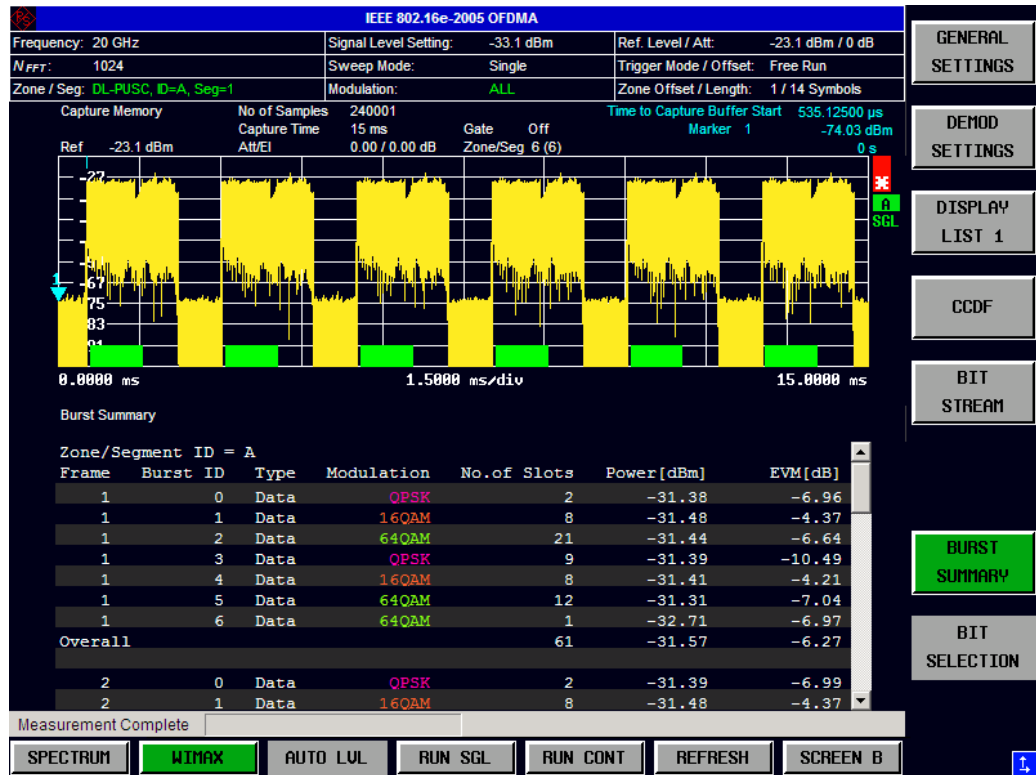 IEEE 802.16e-2005 OFDMA
Frequency: 20 GHz Signal Level Setting: -33.1 dBm Ref. Level / Att: -23.1 dBm / 0 dB
N FFT: 1024 Sweep Mode: Single Trigger Mode / Offset: Free Run
Zone / Seg: DL-PUSC, ID=A, Seg=1 Modulation: ALL Zone Offset / Length: 1 / 14 Symbols
Capture Memory No of Samples 240001 Time to Capture Buffer Start 535.12500 µs
Capture Time 15 ms Gate Off Marker 1 -74.03 dBm
Ref -23.1 dBm Att/El 0.00 / 0.00 dB Zone/Seg 6 (6) 0 s
-27
A
SGL
1
-67
-75
-83
-91
0.0000 ms 1.5000 ms/div 15.0000 ms
Burst Summary
Zone/Segment ID = A
Frame Burst ID Type Modulation No.of Slots Power[dBm] EVM[dB]
1 0 Data QPSK 2 -31.38 -6.96
1 1 Data 16QAM 8 -31.48 -4.37
1 2 Data 64QAM 21 -31.44 -6.64
1 3 Data QPSK 9 -31.39 -10.49
1 4 Data 16QAM 8 -31.41 -4.21
1 5 Data 64QAM 12 -31.31 -7.04
1 6 Data 64QAM 1 -32.71 -6.97
Overall 61 -31.57 -6.27
2 0 Data QPSK 2 -31.39 -6.99
2 1 Data 16QAM 8 -31.48 -4.37
Measurement Complete
SPECTRUM WIMAX AUTO LVL RUN SGL RUN CONT REFRESH SCREEN B
GENERAL
SETTINGS
DEMOD
SETTINGS
DISPLAY
LIST 1
CCDF
BIT
STREAM
BURST
SUMMARY
BIT
SELECTION